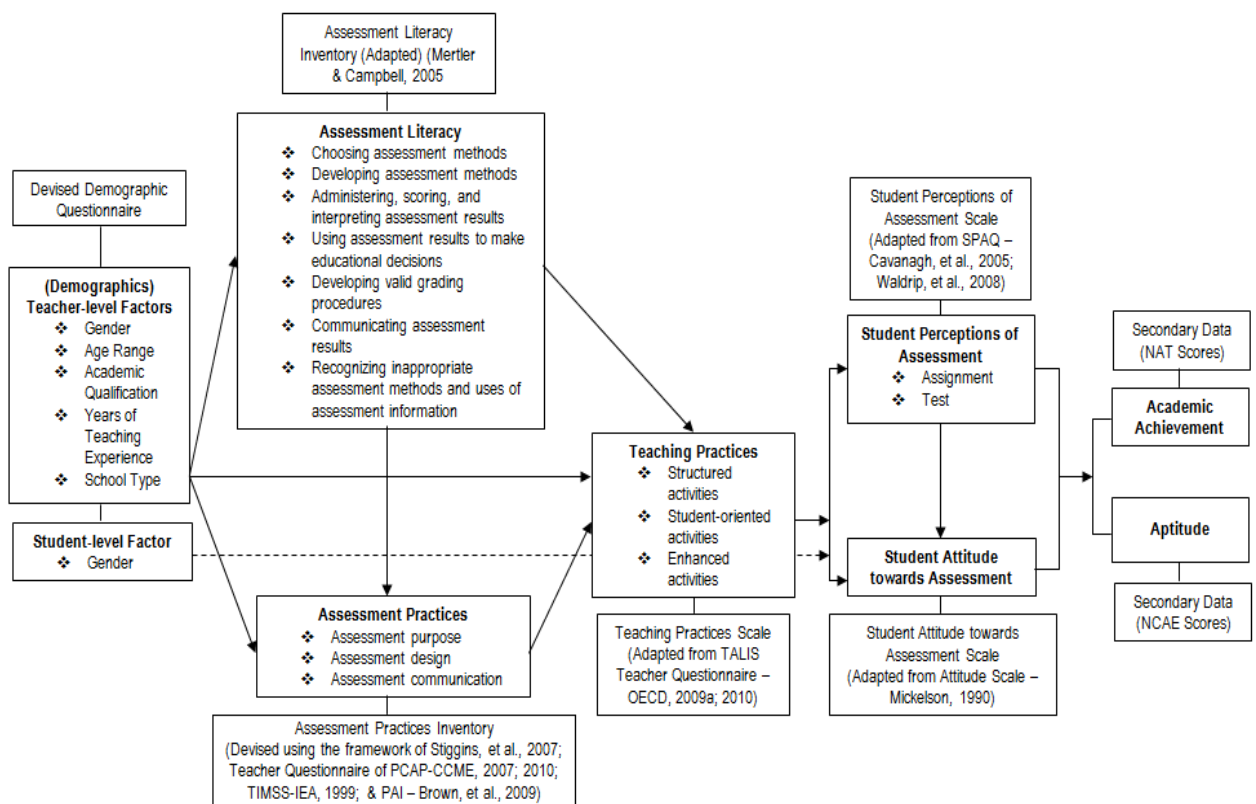 Assessment Literacy
Inventory (Adapted) (Mertler
& Campbell, 2005
Assessment Literacy
❖ Choosing assessment methods
❖ Developing assessment methods
❖ Administering, scoring, and
interpreting assessment results
❖ Using assessment results to make
educational decisions
❖ Developing valid grading
procedures
❖ Communicating assessment
results
❖ Recognizing inappropriate
assessment methods and uses of
assessment information
Devised Demographic
Questionnaire
(Demographics)
Teacher-level Factors
❖ Gender
❖ Age Range
❖ Academic
Qualification
❖ Years of
Teaching
Experience
❖ School Type
Student-level Factor
❖ Gender
Assessment Practices
❖ Assessment purpose
❖ Assessment design
❖ Assessment communication
Assessment Practices Inventory
(Devised using the framework of Stiggins, et al., 2007;
Teacher Questionnaire of PCAP-CCME, 2007; 2010;
TIMSS-IEA, 1999; & PAI – Brown, et al., 2009)
Teaching Practices
❖ Structured
activities
❖ Student-oriented
activities
❖ Enhanced
activities
Teaching Practices Scale
(Adapted from TALIS
Teacher Questionnaire –
OECD, 2009a; 2010)
Student Perceptions of
Assessment Scale
(Adapted from SPAQ –
Cavanagh, et al., 2005;
Waldrip, et al., 2008)
Student Perceptions of
Assessment
❖ Assignment
❖ Test
Student Attitude
towards Assessment
Student Attitude towards
Assessment Scale
(Adapted from Attitude Scale –
Mickelson, 1990)
Secondary Data
(NAT Scores)
Academic
Achievement
Aptitude
Secondary Data
(NCAE Scores)